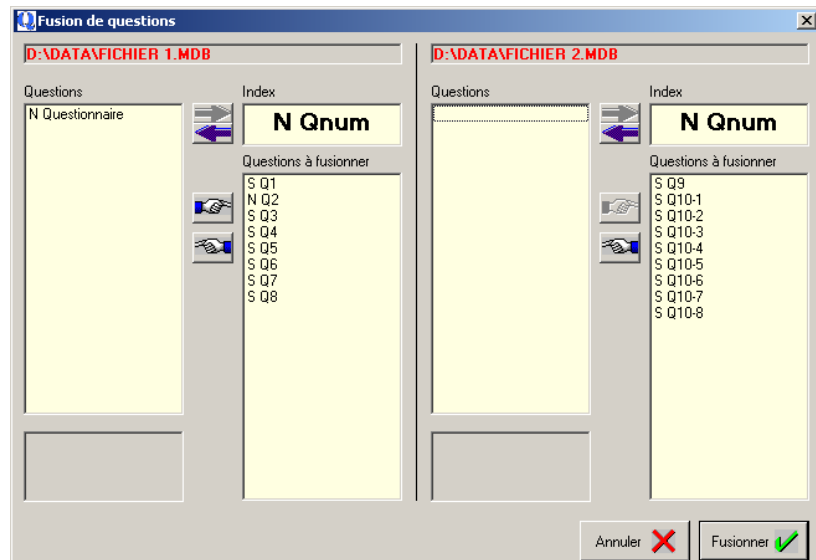 Fusion de questions
D:\DATA\FICHIER 1.MDB
Questions
N Questionnaire
Index
N Qnum
Questions à fusionner
S Q1
N Q2
S Q3
S Q4
S Q5
S Q6
S Q7
S Q8
D:\DATA\FICHIER 2.MDB
Questions
Index
N Qnum
Questions à fusionner
S Q9
S Q10-1
S Q10-2
S Q10-3
S Q10-4
S Q10-5
S Q10-6
S Q10-7
S Q10-8
Annuler
Fusionner